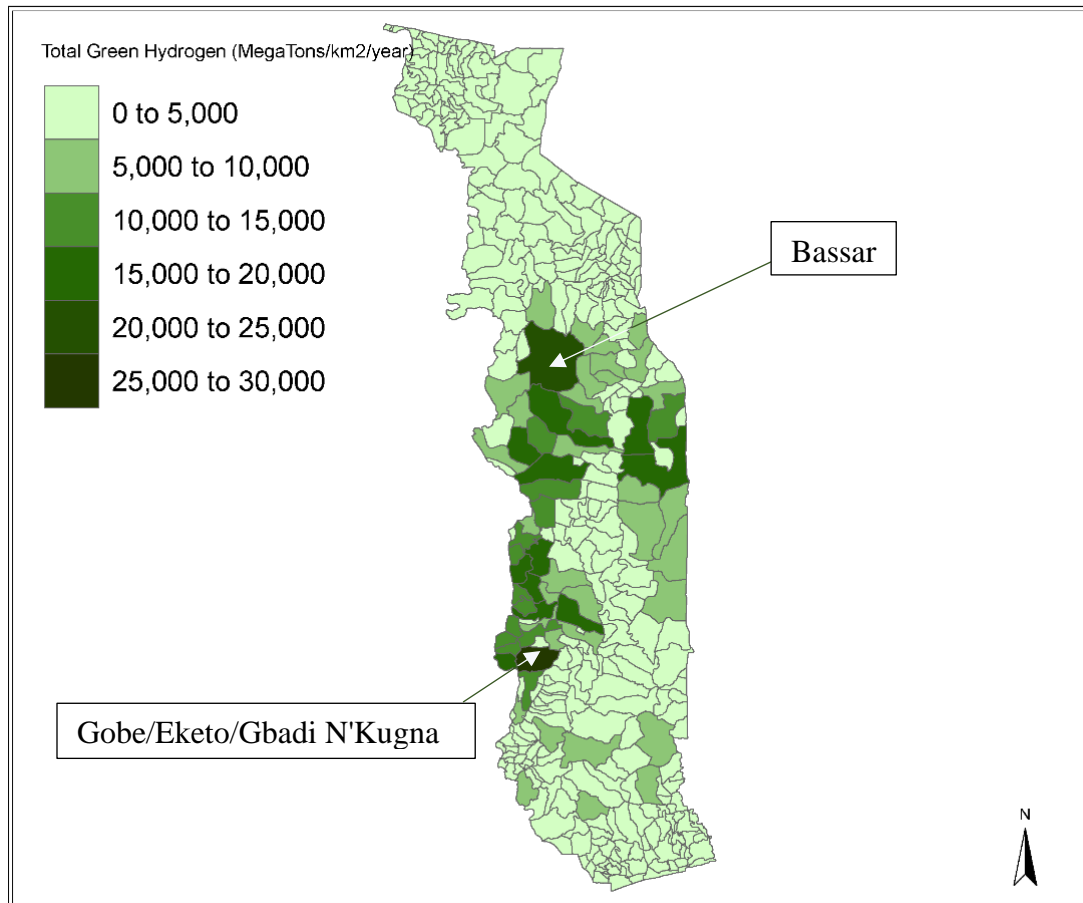 Total Green Hydrogen (MegaTons/km2/year)
0 to 5,000
5,000 to 10,000
10,000 to 15,000
15,000 to 20,000
20,000 to 25,000
25,000 to 30,000
Bassar
Gobe/Eketo/Gbadi N'Kugna
N